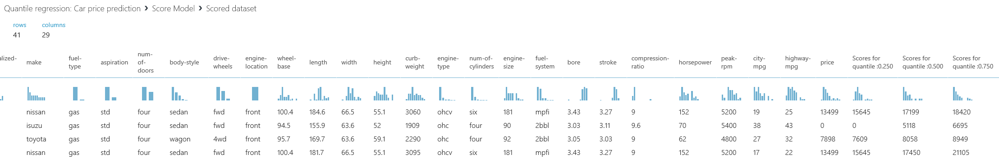 Quantile regression: Car price prediction › Score Model › Scored dataset
rows columns
41 29
alized- make fuel-type aspiration num-of-doors body-style drive-wheels engine-location wheel-base length width height curb-weight engine-type num-of-cylinders engine-size fuel-system bore stroke compression-ratio horsepower peak-rpm city-mpg highway-mpg price Scores for quantile :0.250 Scores for quantile :0.500 Scores for quantile :0.750
nissan gas std four sedan fwd front 100.4 184.6 66.5 55.1 3060 ohcv six 181 mpfi 3.43 3.27 9 152 5200 19 25 13499 15645 17199 18420
isuzu gas std four sedan fwd front 94.5 155.9 63.6 52 1909 ohc four 90 2bbl 3.03 3.11 9.6 70 5400 38 43 0 0 5118 6695
toyota gas std four wagon 4wd front 95.7 169.7 63.6 59.1 2290 ohc four 92 2bbl 3.05 3.03 9 62 4800 27 32 7898 7609 8058 8949
nissan gas std four sedan fwd front 100.4 181.7 66.5 55.1 3095 ohcv six 181 mpfi 3.43 3.27 9 152 5200 17 22 13499 15645 17450 21105